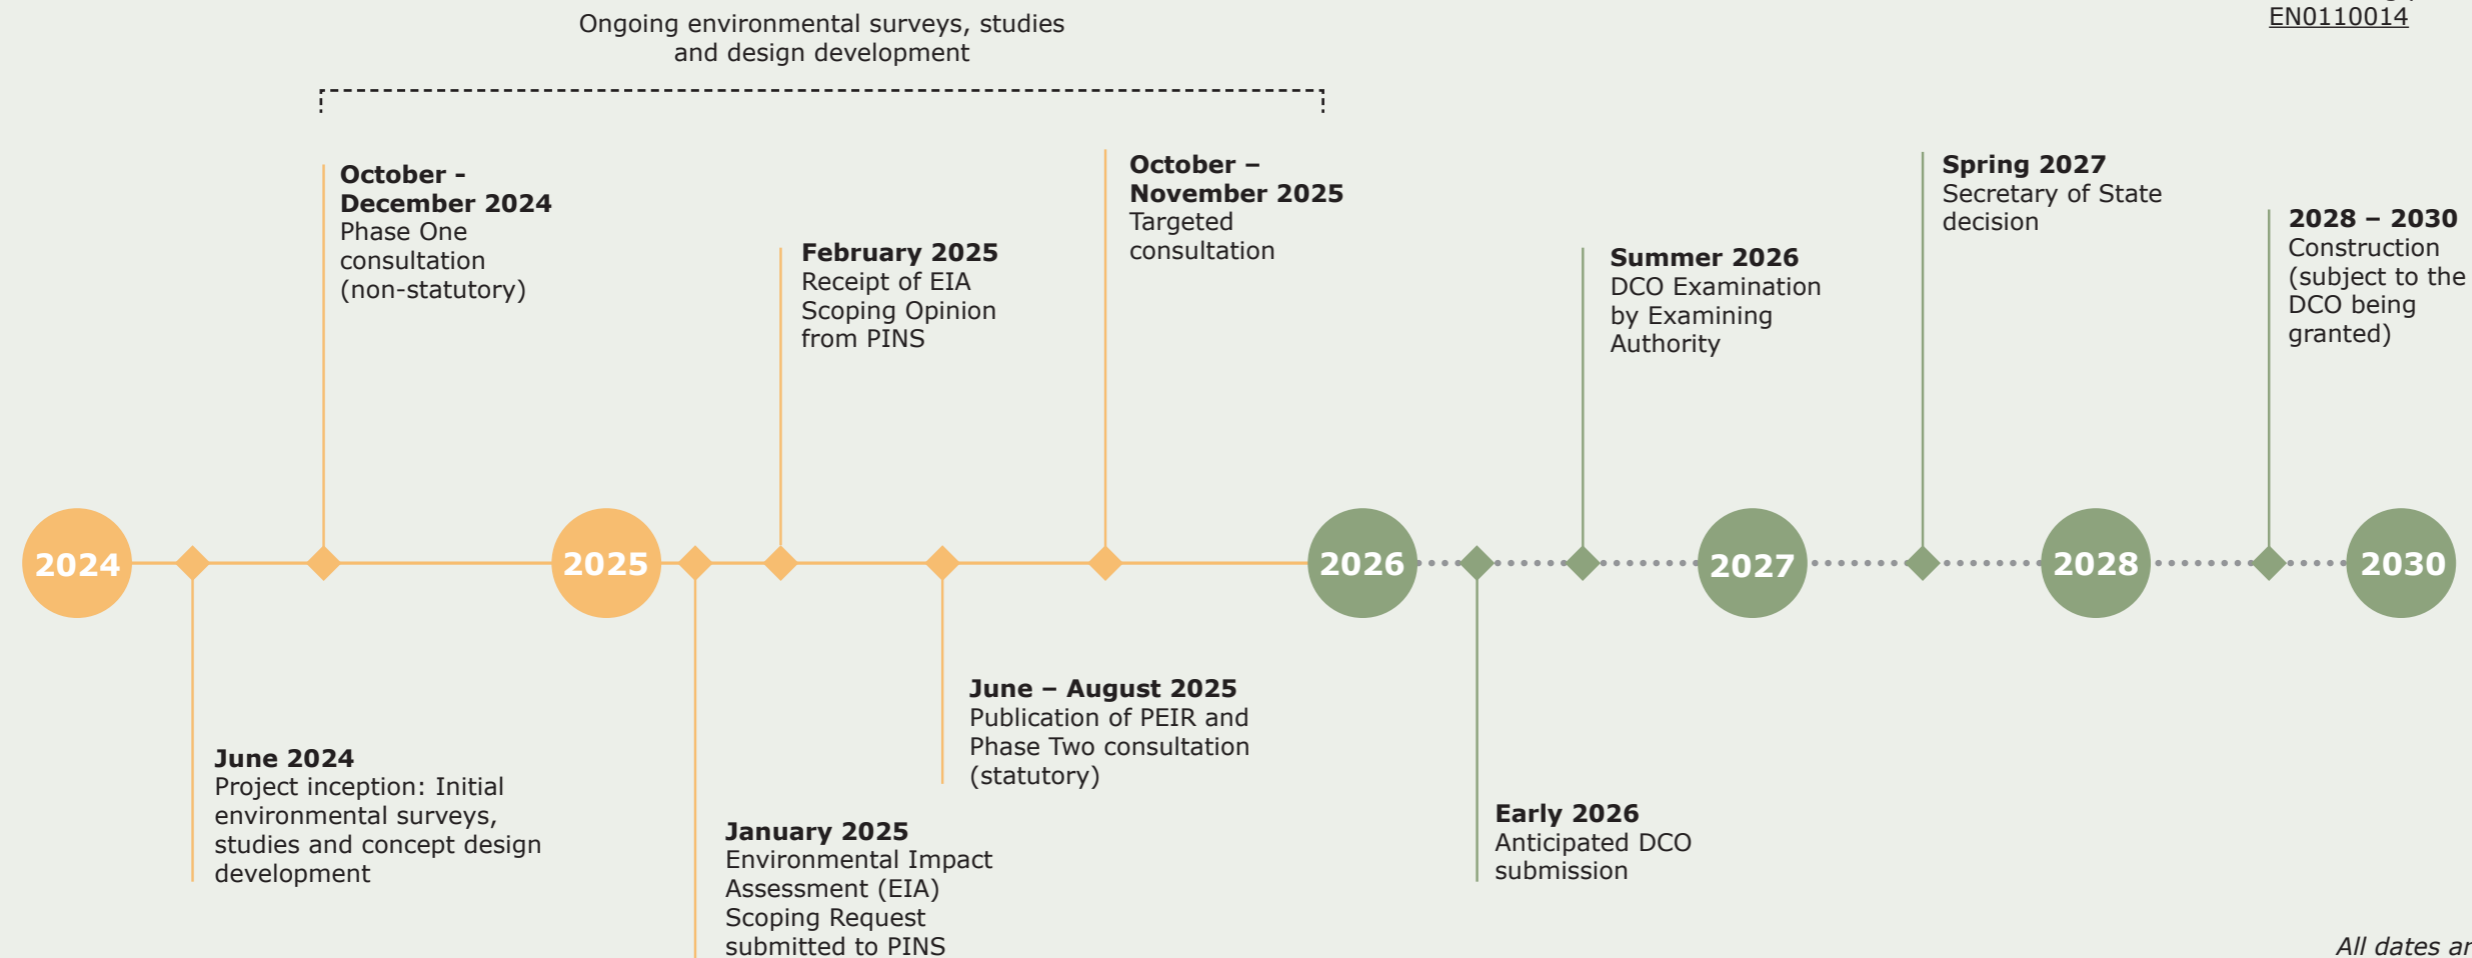 Ongoing environmental surveys, studies
and design development
EN0110014
October -
December 2024
Phase One
consultation
(non-statutory)
February 2025
Receipt of EIA
Scoping Opinion
from PINS
October –
November 2025
Targeted
consultation
Summer 2026
DCO Examination
by Examining
Authority
Spring 2027
Secretary of State
decision
2028 – 2030
Construction
(subject to the
DCO being
granted)
2024
2025
2026
2027
2028
2030
June 2024
Project inception: Initial
environmental surveys,
studies and concept design
development
January 2025
Environmental Impact
Assessment (EIA)
Scoping Request
submitted to PINS
June – August 2025
Publication of PEIR and
Phase Two consultation
(statutory)
Early 2026
Anticipated DCO
submission
All dates